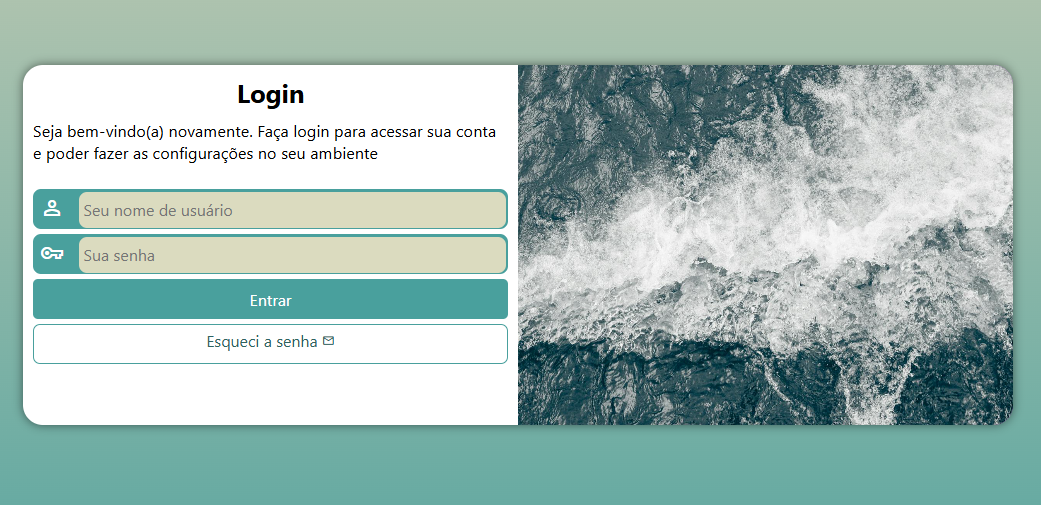 Login
Seja bem-vindo(a) novamente. Faça login para acessar sua conta
e poder fazer as configurações no seu ambiente
Seu nome de usuário
Sua senha
Entrar
Esqueci a senha